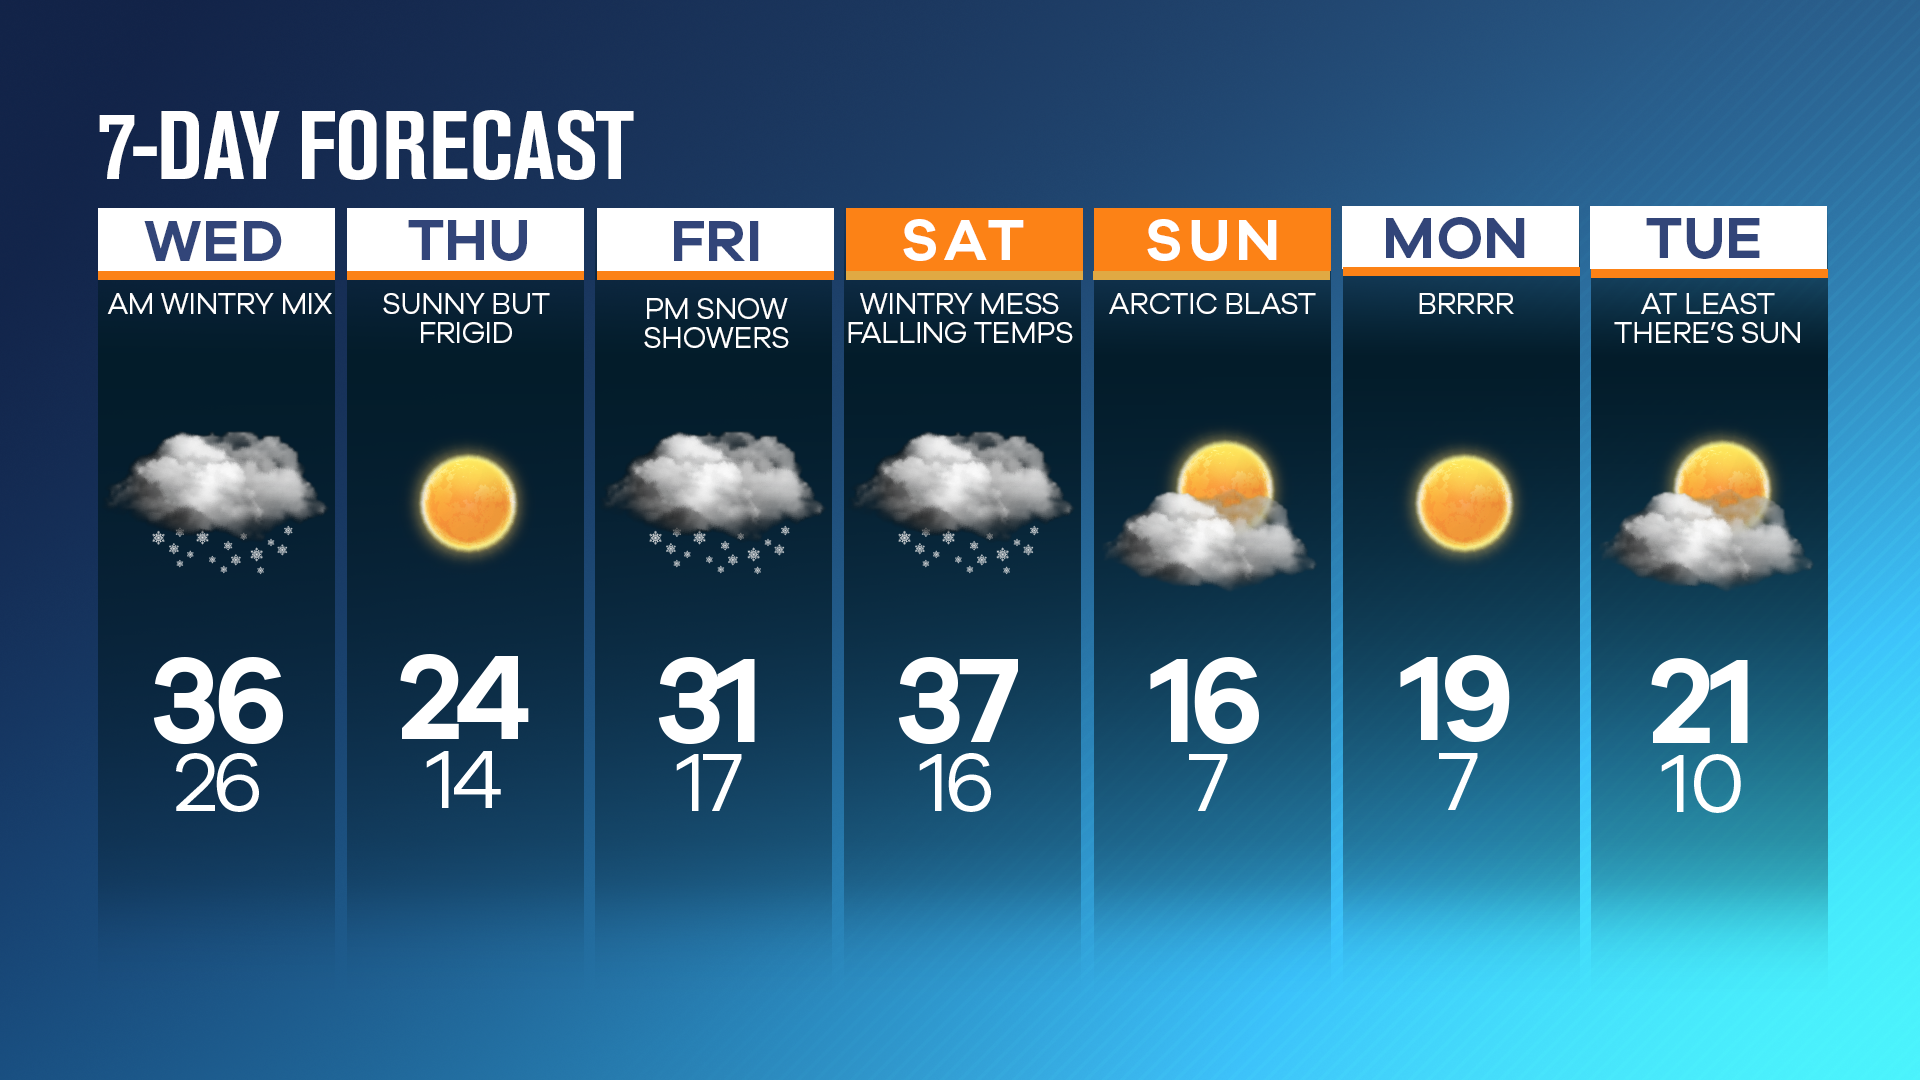 7-DAY FORECAST
WED
AM WINTRY MIX
36
26
THU
SUNNY BUT
FRIGID
24
14
FRI
PM SNOW
SHOWERS
31
17
SAT
WINTRY MESS
FALLING TEMPS
37
16
SUN
ARCTIC BLAST
16
7
MON
BRRRR
19
7
TUE
AT LEAST
THERE'S SUN
21
10